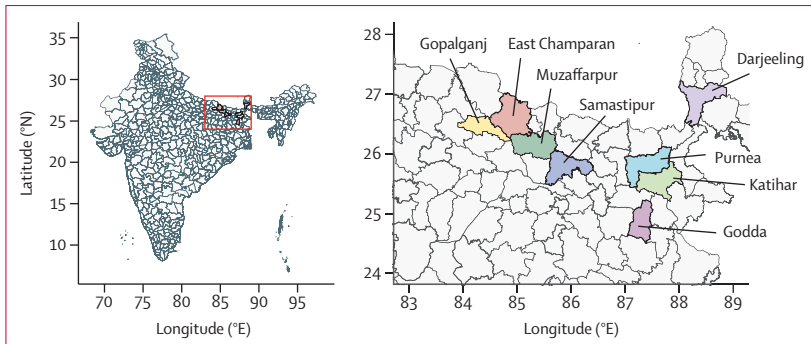 35
30
25
20
15
10
Latitude (°N)
70 75 80 85 90 95
Longitude (°E)
28
27
26
25
24
83 84 85 86 87 88 89
Longitude (°E)
Gopalganj
East Champaran
Muzaffarpur
Samastipur
Darjeeling
Purnea
Katihar
Godda